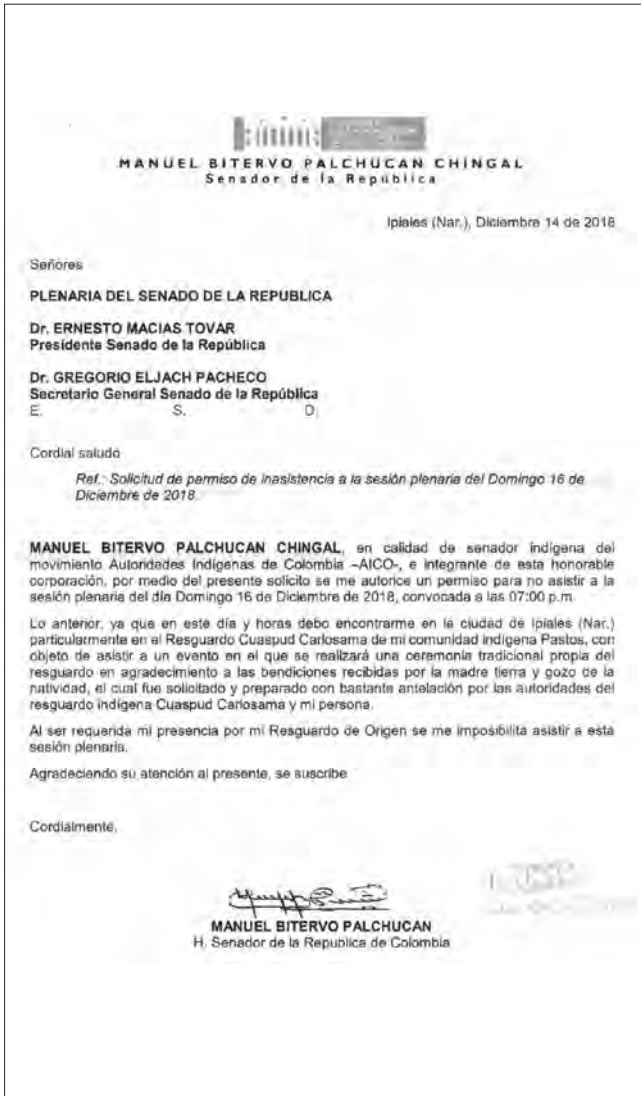 MANUEL BITERVO PALCHUCAN CHINGAL
Senador de la República
Ipiales (Nar.), Diciembre 14 de 2018
Señores
PLENARIA DEL SENADO DE LA REPUBLICA
Dr. ERNESTO MACIAS TOVAR
Presidente Senado de la República
Dr. GREGORIO ELJACH PACHECO
Secretario General Senado de la República
E. S. D.
Cordial saludo
Ref.: Solicitud de permiso de inasistencia a la sesión plenaria del Domingo 16 de
Diciembre de 2018.
MANUEL BITERVO PALCHUCAN CHINGAL, en calidad de senador indígena del
movimiento Autoridades Indígenas de Colombia –AICO-, e integrante de esta honorable
corporación, por medio del presente solicito se me autorice un permiso para no asistir a la
sesión plenaria del día Domingo 16 de Diciembre de 2018, convocada a las 07:00 p.m.
Lo anterior, ya que en este día y horas debo encontrarme en la ciudad de Ipiales (Nar.)
particularmente en el Resguardo Cuaspud Carlosama de mi comunidad indígena Pastos, con
objeto de asistir a un evento en el que se realizará una ceremonia tradicional propia del
resguardo en agradecimiento a las bendiciones recibidas por la madre tierra y gozo de la
natividad, el cual fue solicitado y preparado con bastante antelación por las autoridades del
resguardo indígena Cuaspud Carlosama y mi persona.
Al ser requerida mi presencia por mi Resguardo de Origen se me imposibilita asistir a esta
sesión plenaria.
Agradeciendo su atención al presente, se suscribe
Cordialmente,
MANUEL BITERVO PALCHUCAN
H. Senador de la Republica de Colombia